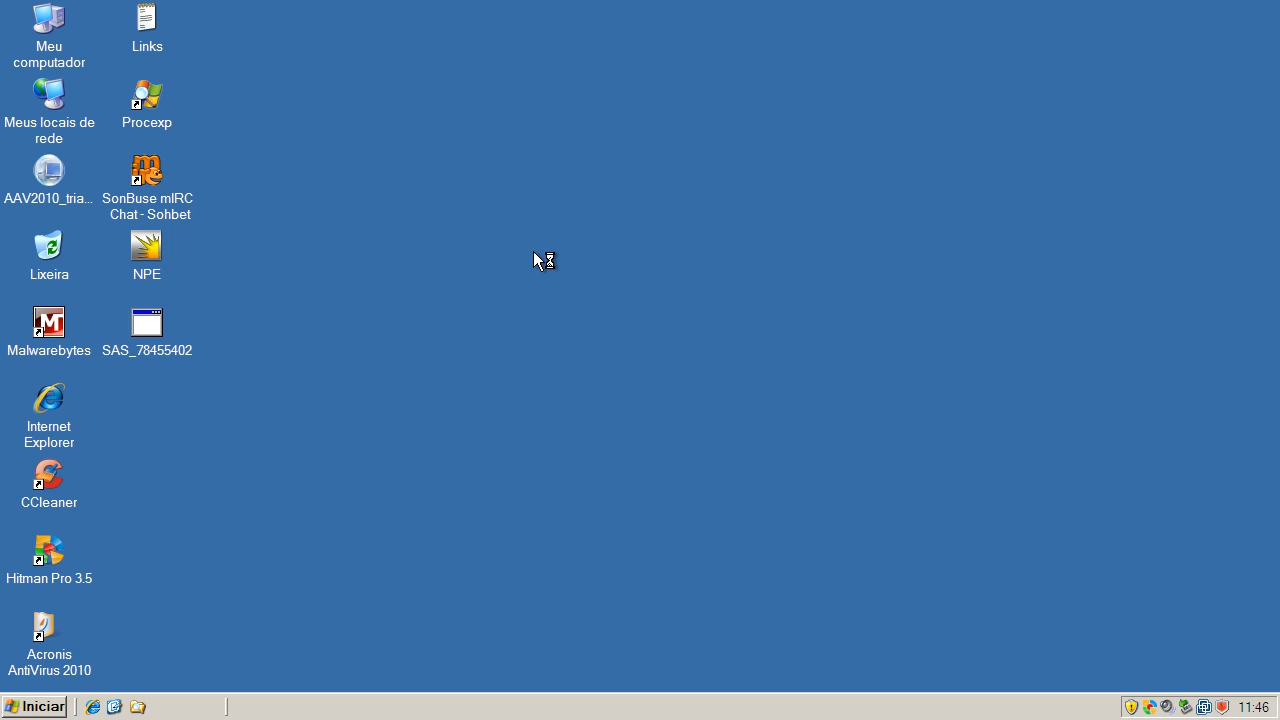 Meu
computador
Links
Meus locais de
rede
Procexp
AAV2010_tria...
SonBuse mIRC
Chat - Sohbet
Lixeira
NPE
Malwarebytes
SAS_78455402
Internet
Explorer
CCleaner
Hitman Pro 3.5
Acronis
AntiVirus 2010
Iniciar
11:46